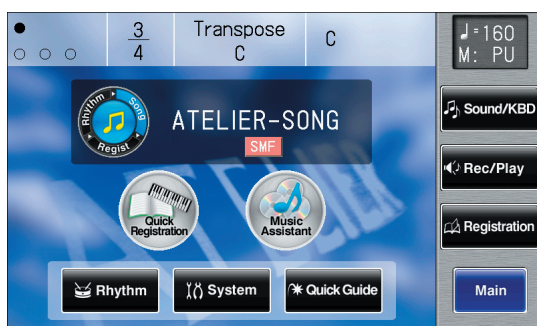 3
4
Transpose
C
C
♩=160
M: PU
Rhythm
Song
Regist
ATELIER-SONG
SMF
Sound/KBD
Rec/Play
Quick
Registration
Music
Assistant
Registration
Rhythm
System
Quick Guide
Main
ATELIER